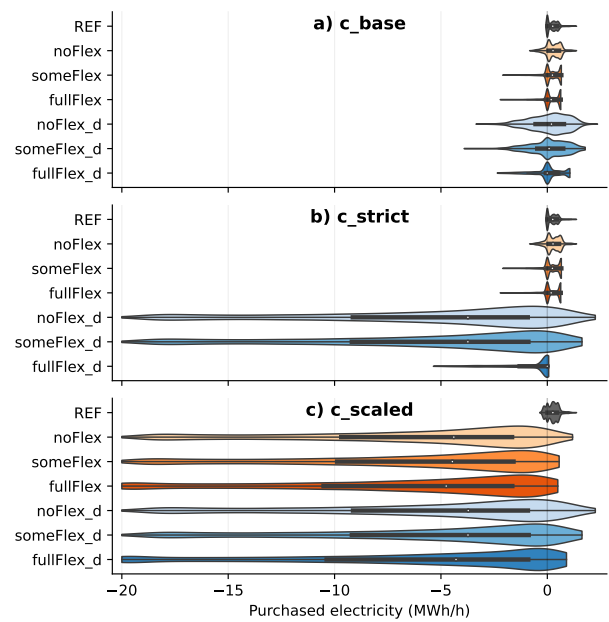 a) c_base
REF
noFlex
someFlex
fullFlex
noFlex_d
someFlex_d
fullFlex_d
b) c_strict
REF
noFlex
someFlex
fullFlex
noFlex_d
someFlex_d
fullFlex_d
c) c_scaled
REF
noFlex
someFlex
fullFlex
noFlex_d
someFlex_d
fullFlex_d
−20 −15 −10 −5 0
Purchased electricity (MWh/h)